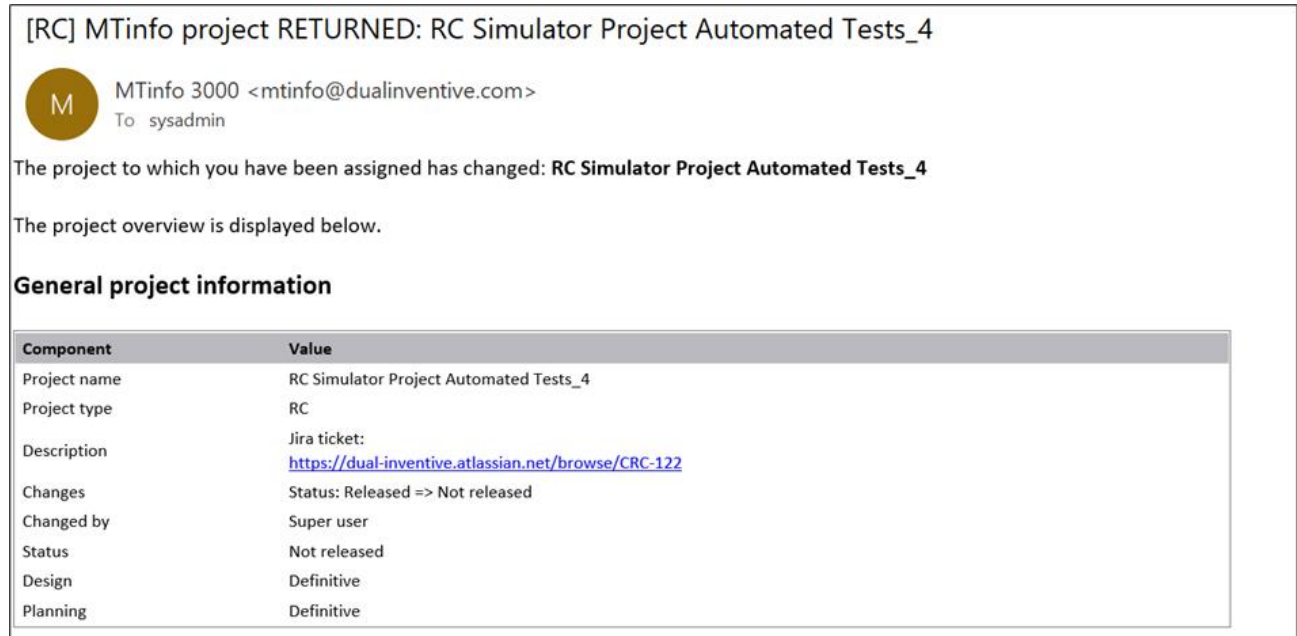 [RC] MTinfo project RETURNED: RC Simulator Project Automated Tests_4
M
MTinfo 3000 <mtinfo@dualinventive.com>
To sysadmin
The project to which you have been assigned has changed: RC Simulator Project Automated Tests_4
The project overview is displayed below.
General project information
Component Value
Project name RC Simulator Project Automated Tests_4
Project type RC
Description Jira ticket:
https://dual-inventive.atlassian.net/browse/CRC-122
Changes Status: Released => Not released
Changed by Super user
Status Not released
Design Definitive
Planning Definitive